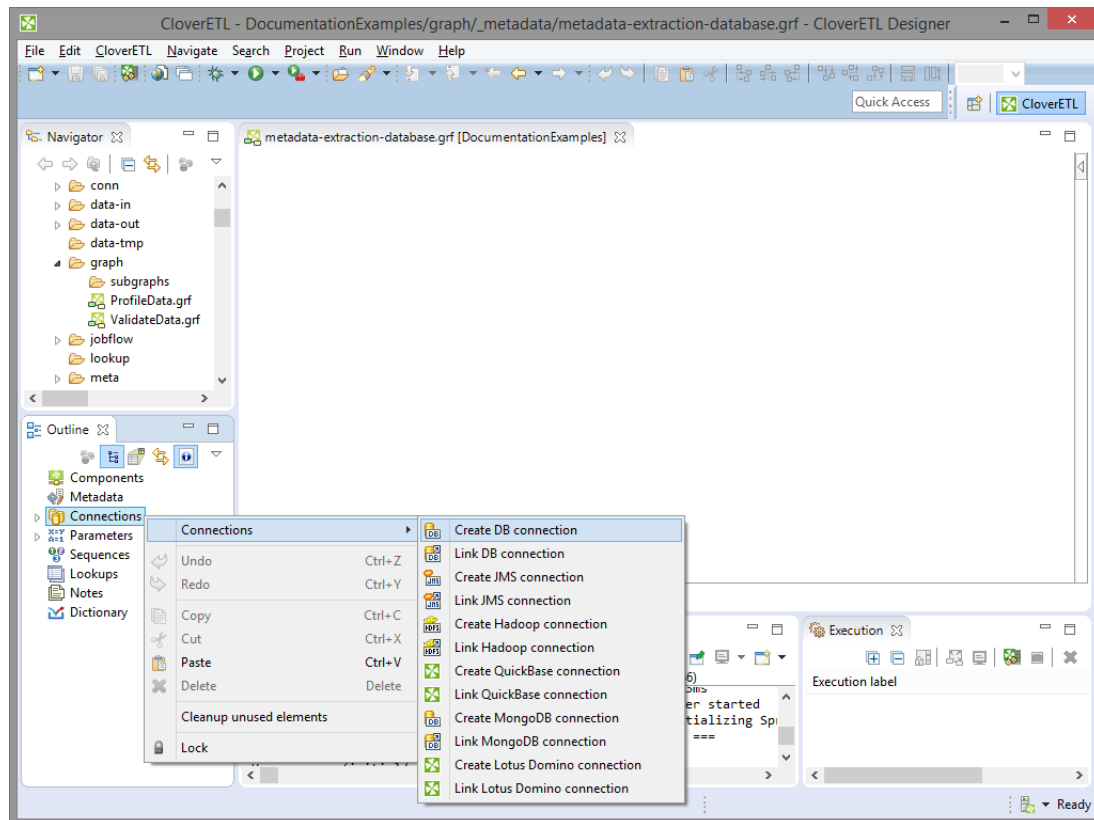 CloverETL - DocumentationExamples/graph/_metadata/metadata-extraction-database.grf - CloverETL Designer
File Edit CloverETL Navigate Search Project Run Window Help
Quick Access
CloverETL
Navigator
metadata-extraction-database.grf [DocumentationExamples]
conn
data-in
data-out
data-tmp
graph
subgraphs
ProfileData.grf
ValidateData.grf
jobflow
lookup
meta
Outline
Components
Metadata
Connections
Parameters
Sequences
Lookups
Notes
Dictionary
Connections
Undo Ctrl+Z
Redo Ctrl+Y
Copy Ctrl+C
Cut Ctrl+X
Paste Ctrl+V
Delete Delete
Cleanup unused elements
Lock
Create DB connection
Link DB connection
Create JMS connection
Link JMS connection
Create Hadoop connection
Link Hadoop connection
Create QuickBase connection
Link QuickBase connection
Create MongoDB connection
Link MongoDB connection
Create Lotus Domino connection
Link Lotus Domino connection
er started
tializing Sp
===
Execution
Execution label
Ready